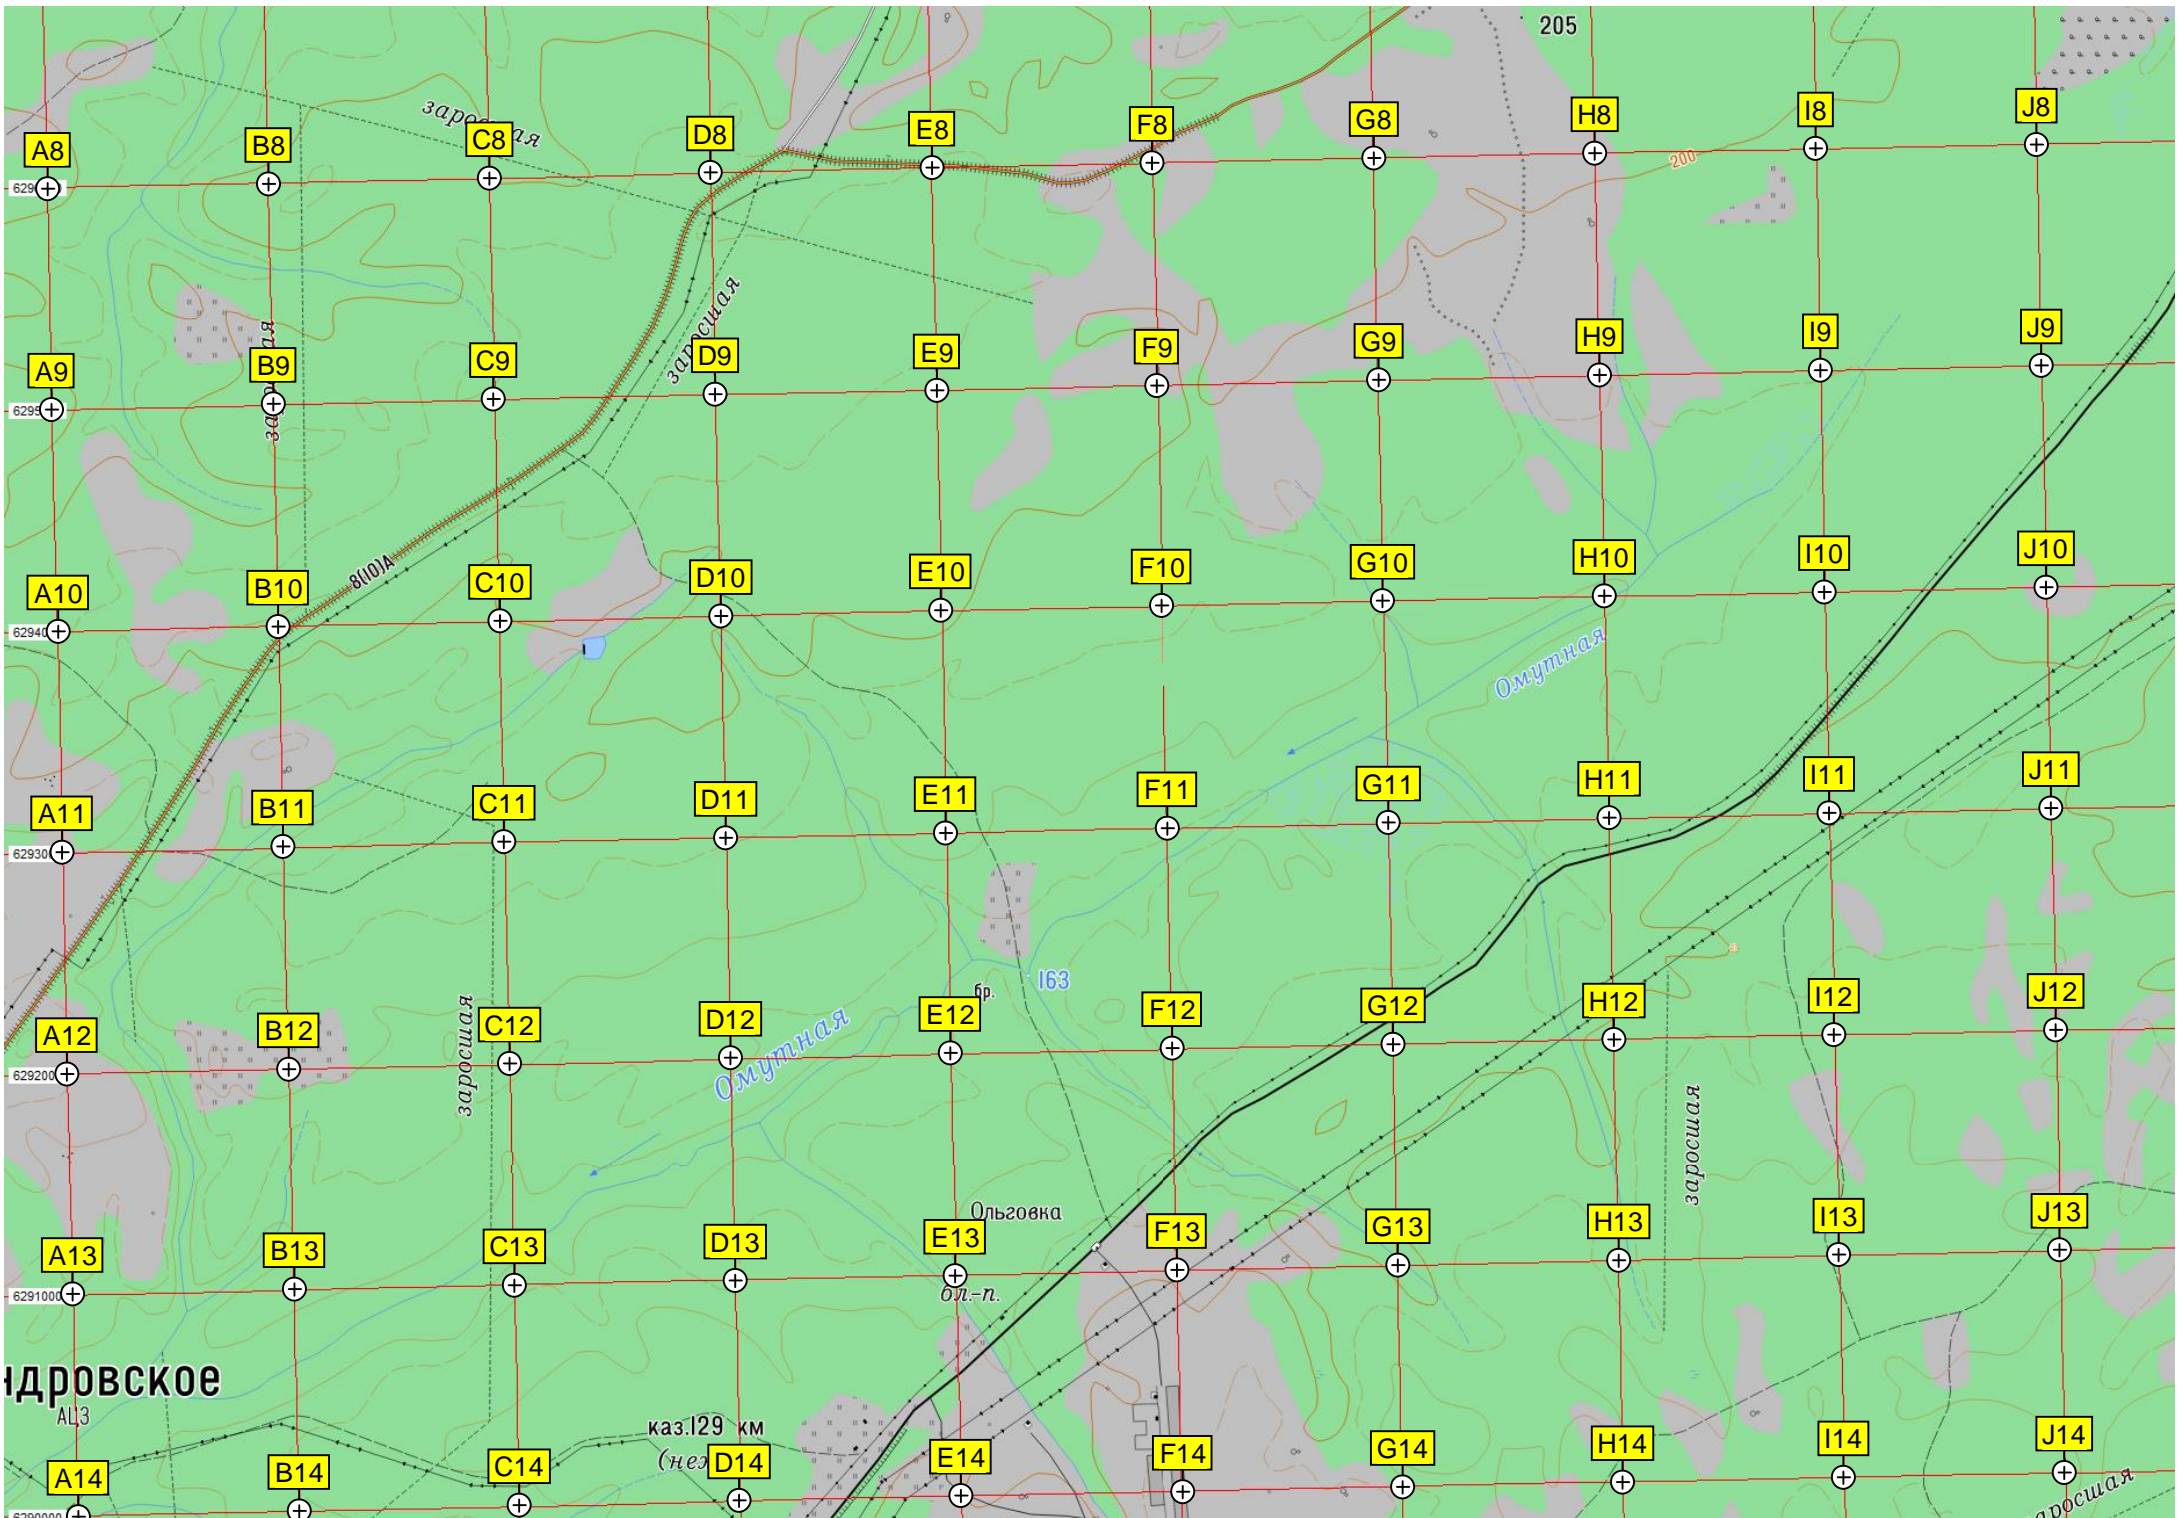 205
заросшая
A8 B8 C8 D8 E8 F8 G8 H8 I8 J8
200
заросшая
A9 B9 C9 D9 E9 F9 G9 H9 I9 J9
8(10)А
A10 B10 C10 D10 E10 F10 G10 H10 I10 J10
Омутная
A11 B11 C11 D11 E11 F11 G11 H11 I11 J11
163
бр.
заросшая
A12 B12 C12 D12 E12 F12 G12 H12 I12 J12
Омутная
заросшая
Ольговка
A13 B13 C13 D13 E13 F13 G13 H13 I13 J13
6291000
бл.-п.
ндровское
АЦЗ
каз.129 км
A14 B14 C14 D14 E14 F14 G14 H14 I14 J14
аросшая